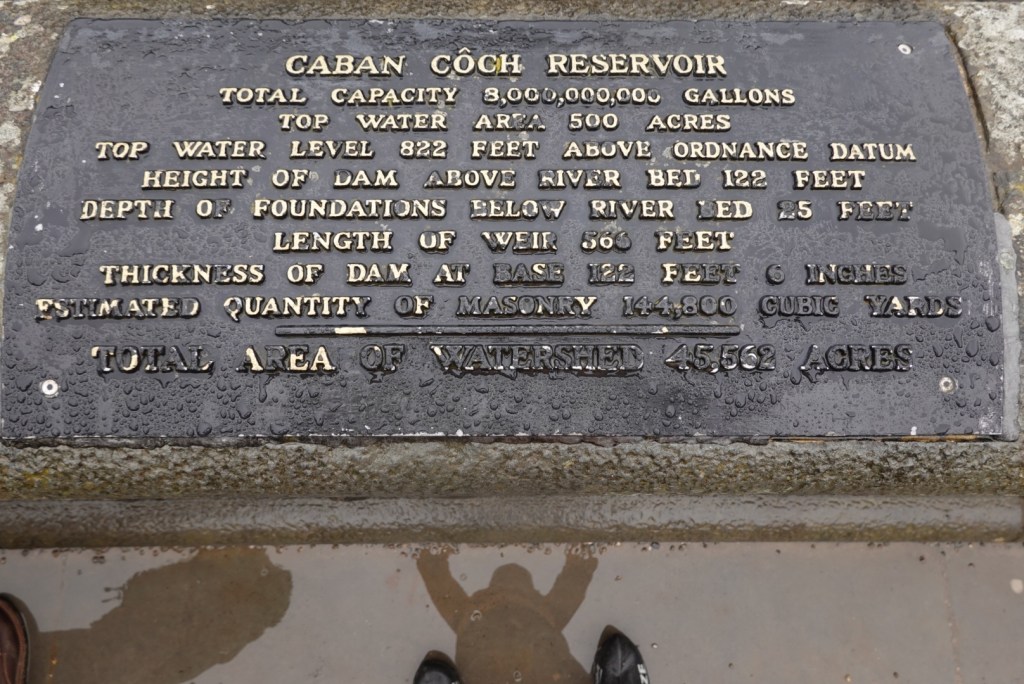 CABAN CÔCH RESERVOIR
TOTAL CAPACITY 8,000,000,000 GALLONS
TOP WATER AREA 500 ACRES
TOP WATER LEVEL 822 FEET ABOVE ORDNANCE DATUM
HEIGHT OF DAM ABOVE RIVER BED 122 FEET
DEPTH OF FOUNDATIONS BELOW RIVER BED 25 FEET
LENGTH OF WEIR 566 FEET
THICKNESS OF DAM AT BASE 122 FEET 6 INCHES
ESTIMATED QUANTITY OF MASONRY 144,800 CUBIC YARDS
TOTAL AREA OF WATERSHED 45,562 ACRES